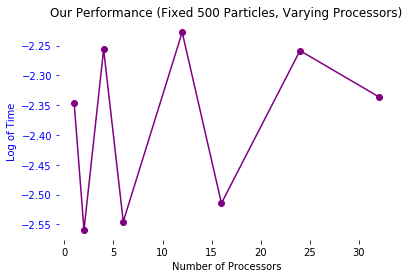 Our Performance (Fixed 500 Particles, Varying Processors)
−2.25
−2.30
−2.35
−2.40
−2.45
−2.50
−2.55
Log of Time
0 5 10 15 20 25 30
Number of Processors